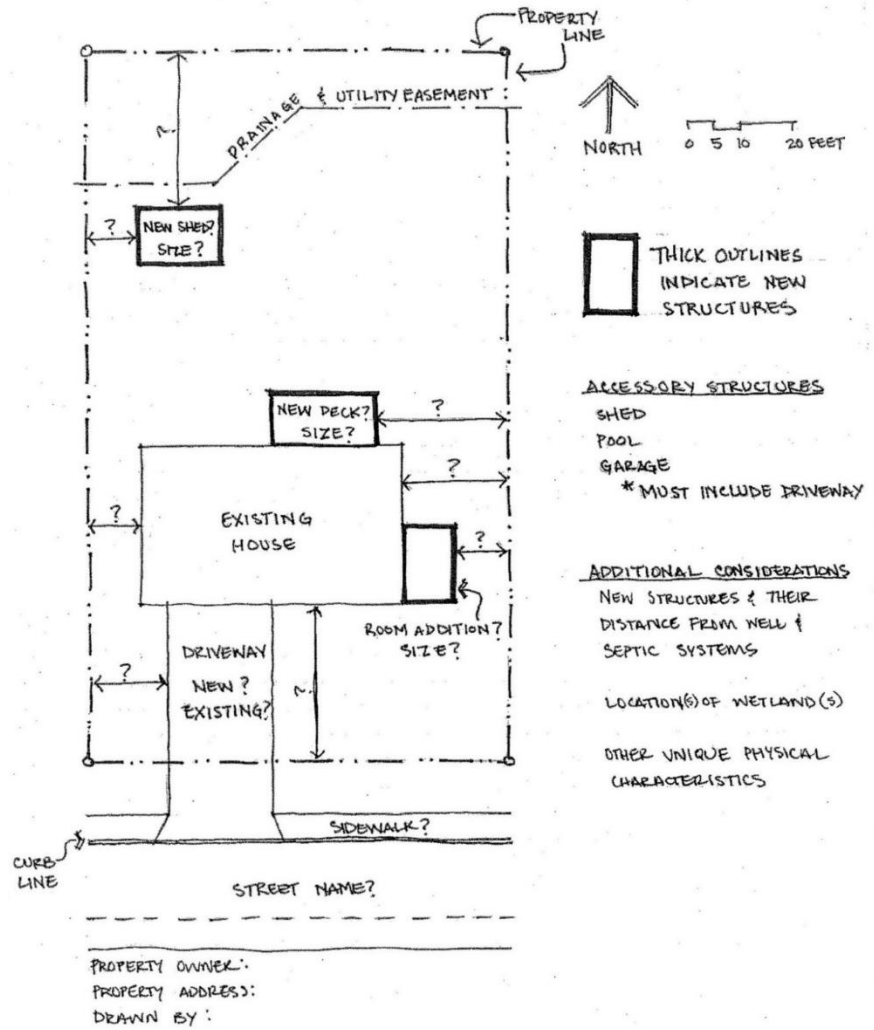 PROPERTY
LINE
DRAINAGE & UTILITY EASEMENT
NORTH
0 5 10 20 FEET
?
?
NEW SHED?
SIZE?
THICK OUTLINES
INDICATE NEW
STRUCTURES
ACCESSORY STRUCTURES
SHED
POOL
GARAGE
* MUST INCLUDE DRIVEWAY
NEW DECK?
SIZE?
?
?
?
EXISTING
HOUSE
?
ROOM ADDITION?
SIZE?
ADDITIONAL CONSIDERATIONS
NEW STRUCTURES & THEIR
DISTANCE FROM WELL &
SEPTIC SYSTEMS
LOCATION(S) OF WETLAND(S)
OTHER UNIQUE PHYSICAL
CHARACTERISTICS
DRIVEWAY
NEW?
EXISTING?
?
?
SIDEWALK?
CURB
LINE
STREET NAME?
PROPERTY OWNER:
PROPERTY ADDRESS:
DRAWN BY: